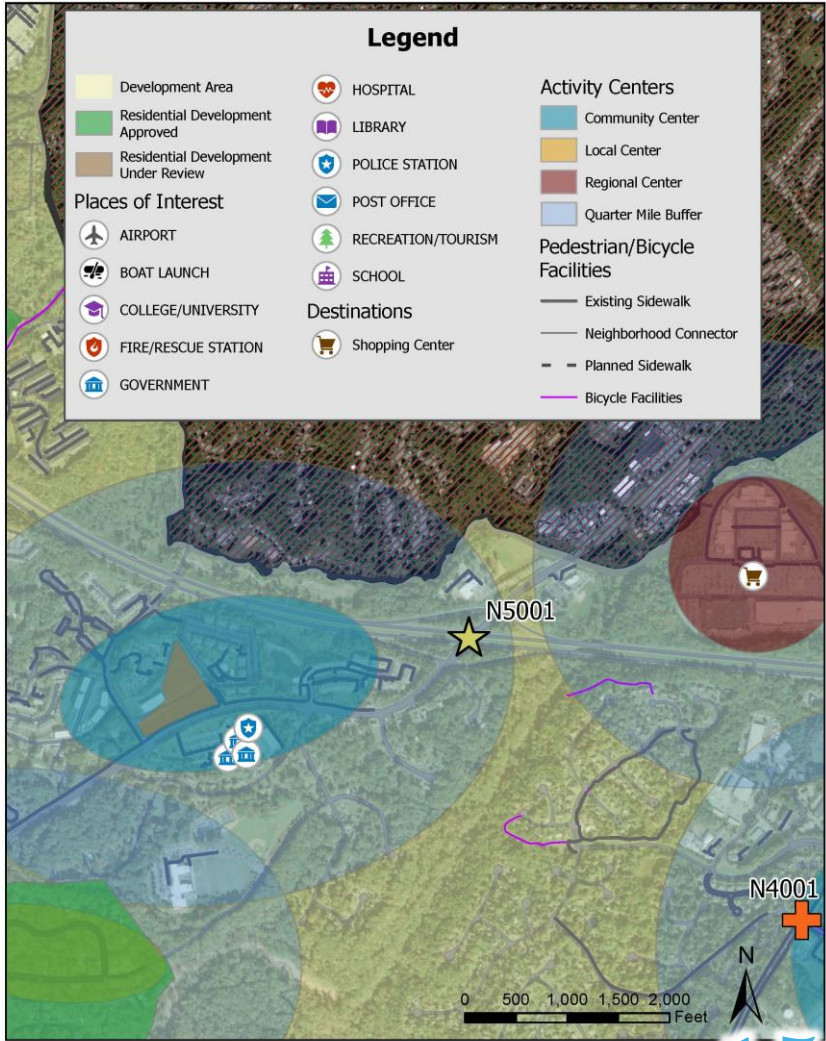 Legend
Development Area
Residential Development
Approved
Residential Development
Under Review
Places of Interest
AIRPORT
BOAT LAUNCH
COLLEGE/UNIVERSITY
FIRE/RESCUE STATION
GOVERNMENT
HOSPITAL
LIBRARY
POLICE STATION
POST OFFICE
RECREATION/TOURISM
SCHOOL
Destinations
Shopping Center
Activity Centers
Community Center
Local Center
Regional Center
Quarter Mile Buffer
Pedestrian/Bicycle
Facilities
Existing Sidewalk
Neighborhood Connector
Planned Sidewalk
Bicycle Facilities
N5001
N4001
N
0 500 1,000 1,500 2,000
Feet